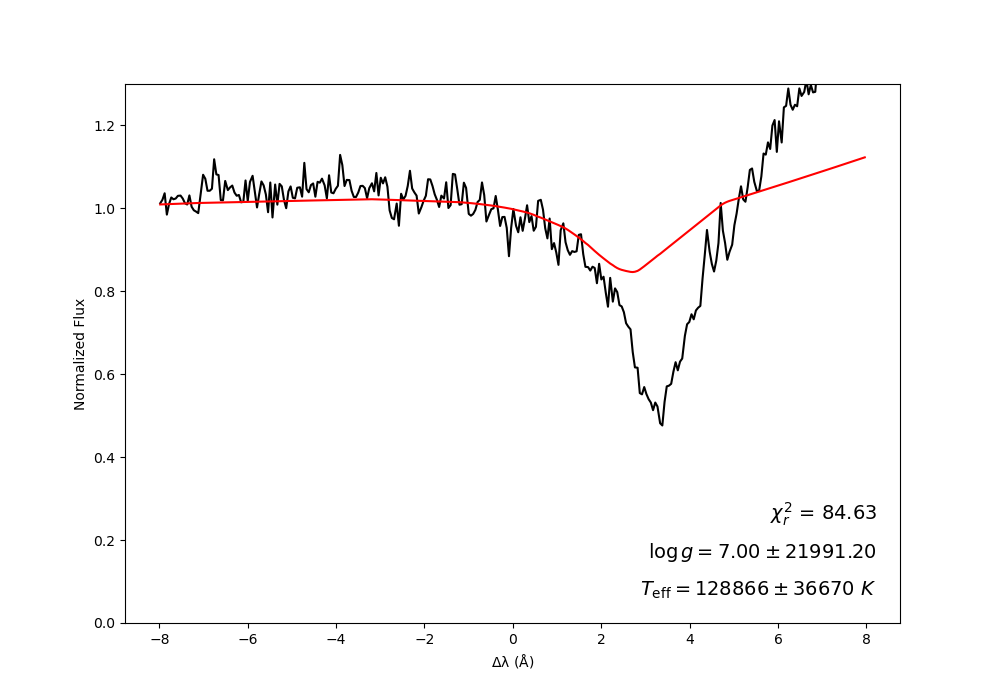 1.2
1.0
0.8
0.6
0.4
0.2
0.0
Normalized Flux
χ²ᵣ = 84.63
log g = 7.00 ± 21991.20
T_eff = 128866 ± 36670 K
−8 −6 −4 −2 0 2 4 6 8
Δλ (Å)